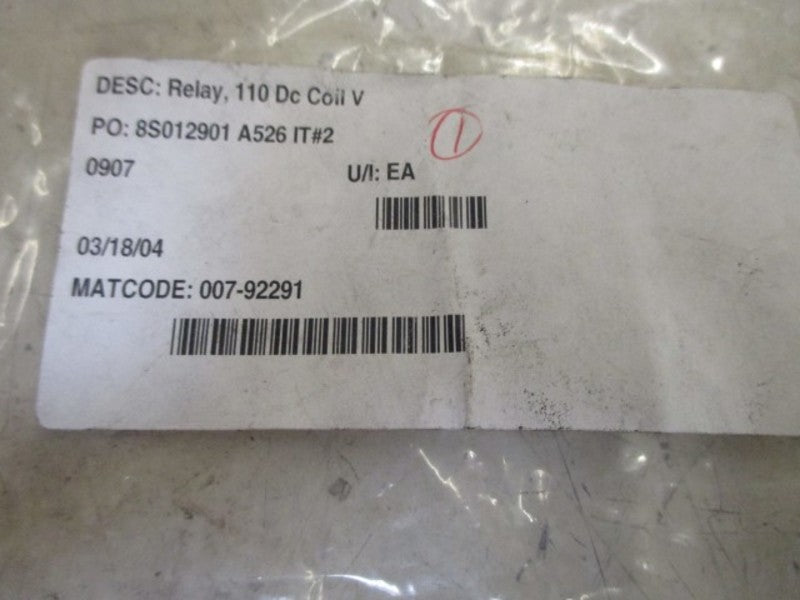 DESC: Relay, 110 Dc Coil V
PO: 8S012901 A526 IT#2
1
0907 U/I: EA
03/18/04
MATCODE: 007-92291